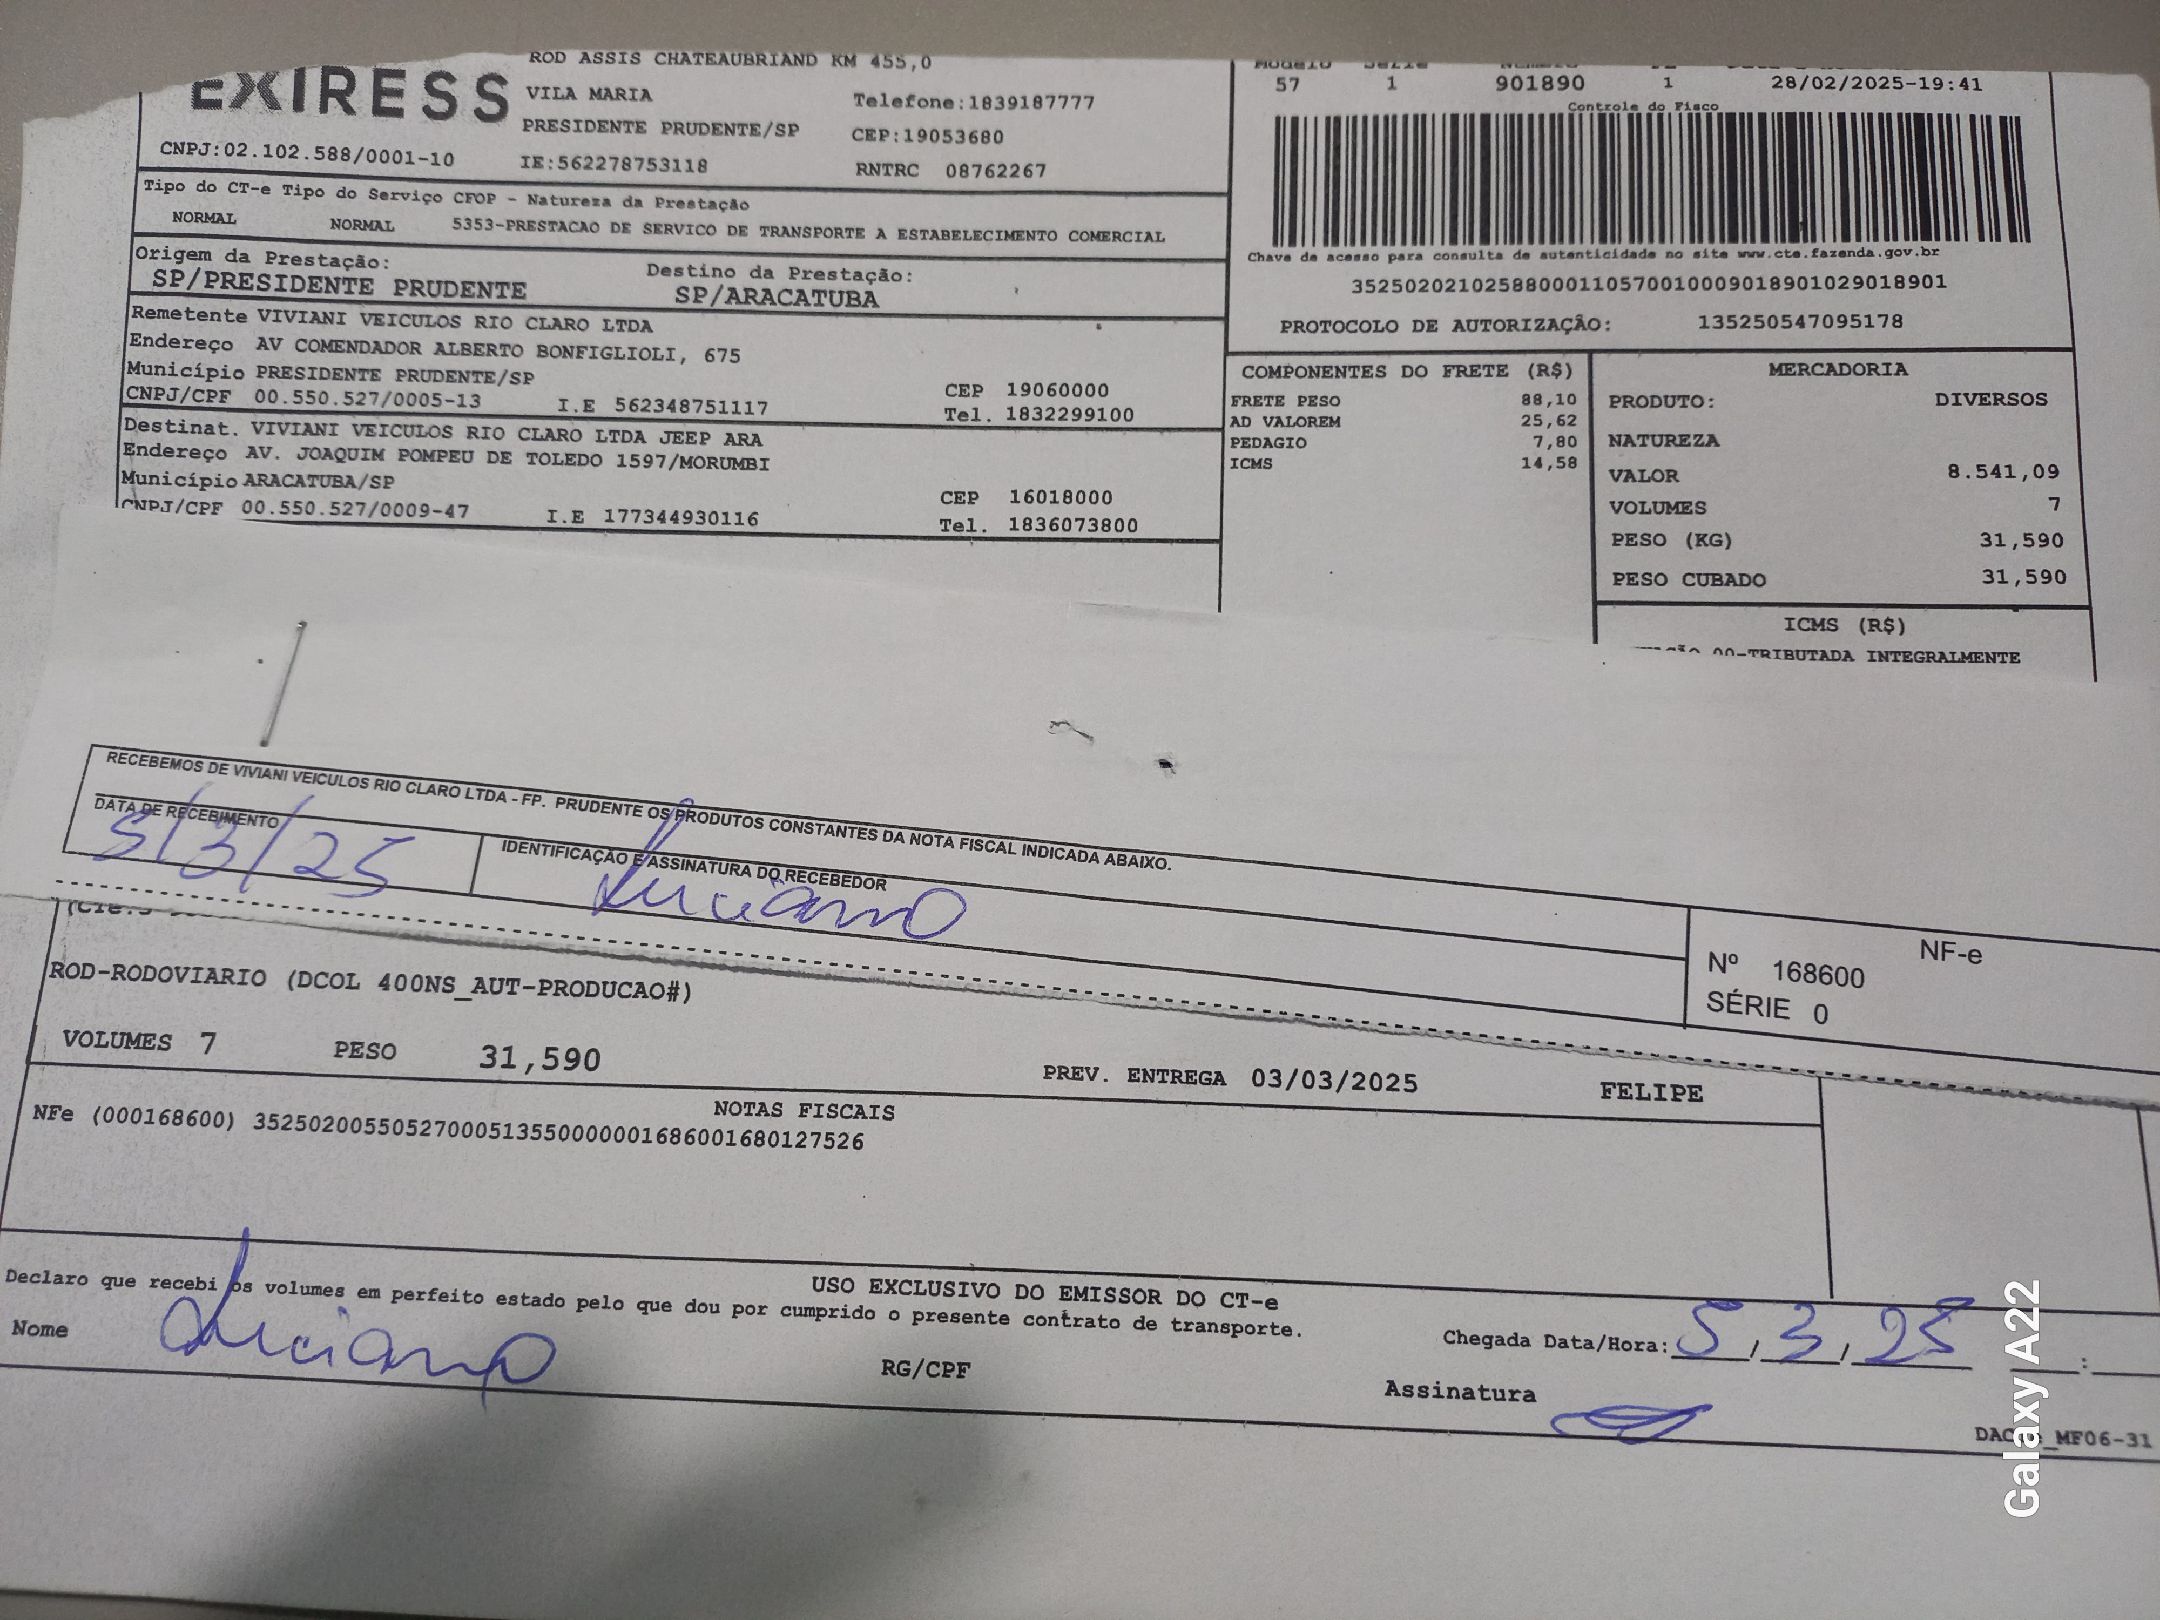 EXIRESS
ROD ASSIS CHATEAUBRIAND KM 455,0
VILA MARIA Telefone:1839187777
PRESIDENTE PRUDENTE/SP CEP:19053680
CNPJ:02.102.588/0001-10 IE:562278753118 RNTRC 08762267
Modelo Série Número
57 1 901890 1 28/02/2025-19:41
Controle do Fisco
Tipo do CT-e Tipo do Serviço CFOP - Natureza da Prestação
NORMAL NORMAL 5353-PRESTACAO DE SERVICO DE TRANSPORTE A ESTABELECIMENTO COMERCIAL
Origem da Prestação: Destino da Prestação:
SP/PRESIDENTE PRUDENTE SP/ARACATUBA
Chave de acesso para consulta de autenticidade no site www.cte.fazenda.gov.br
35250202102588000110570010009018901029018901
PROTOCOLO DE AUTORIZAÇÃO: 135250547095178
Remetente VIVIANI VEICULOS RIO CLARO LTDA
Endereço AV COMENDADOR ALBERTO BONFIGLIOLI, 675
Município PRESIDENTE PRUDENTE/SP CEP 19060000
CNPJ/CPF 00.550.527/0005-13 I.E 562348751117 Tel. 1832299100
Destinat. VIVIANI VEICULOS RIO CLARO LTDA JEEP ARA
Endereço AV. JOAQUIM POMPEU DE TOLEDO 1597/MORUMBI
Município ARACATUBA/SP CEP 16018000
CNPJ/CPF 00.550.527/0009-47 I.E 177344930116 Tel. 1836073800
COMPONENTES DO FRETE (R$)
FRETE PESO 88,10
AD VALOREM 25,62
PEDAGIO 7,80
ICMS 14,58
MERCADORIA
PRODUTO: DIVERSOS
NATUREZA
VALOR 8.541,09
VOLUMES 7
PESO (KG) 31,590
PESO CUBADO 31,590
ICMS (R$)
00-TRIBUTADA INTEGRALMENTE
RECEBEMOS DE VIVIANI VEICULOS RIO CLARO LTDA - FP. PRUDENTE OS PRODUTOS CONSTANTES DA NOTA FISCAL INDICADA ABAIXO.
DATA DE RECEBIMENTO IDENTIFICAÇÃO E ASSINATURA DO RECEBEDOR
5/3/25 Luciano
NF-e
Nº 168600
SÉRIE 0
ROD-RODOVIARIO (DCOL 400NS_AUT-PRODUCAO#)
VOLUMES 7 PESO 31,590 PREV. ENTREGA 03/03/2025 FELIPE
NOTAS FISCAIS
NFe (000168600) 35250200550527000513550000001686001680127526
USO EXCLUSIVO DO EMISSOR DO CT-e
Declaro que recebi os volumes em perfeito estado pelo que dou por cumprido o presente contrato de transporte.
Nome Luciano RG/CPF Chegada Data/Hora: 5/3/25 :
Assinatura
MF06-31
Galaxy A22